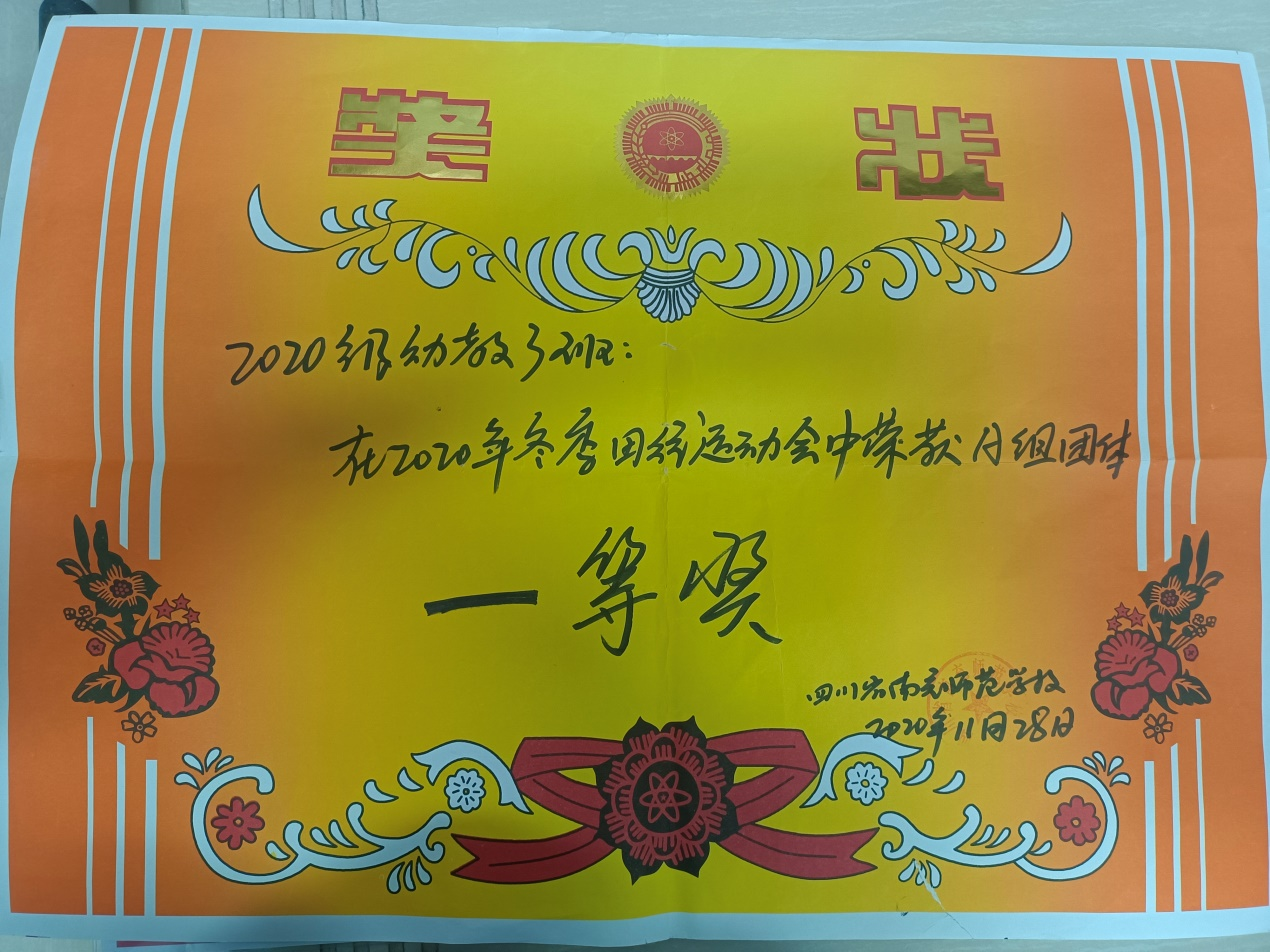 奖 状
2020级幼教3班:
在2020年冬季田径运动会中荣获 组团体
一等奖
四川省南充师范学校
2020年11月28日